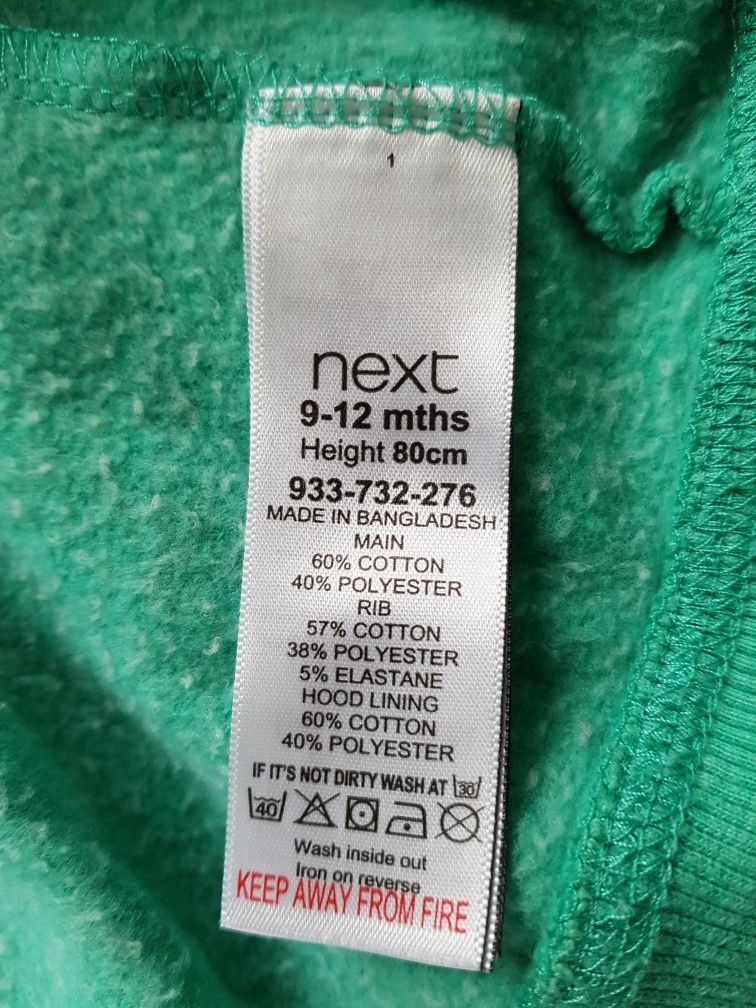 1
next
9-12 mths
Height 80cm
933-732-276
MADE IN BANGLADESH
MAIN
60% COTTON
40% POLYESTER
RIB
57% COTTON
38% POLYESTER
5% ELASTANE
HOOD LINING
60% COTTON
40% POLYESTER
IF IT'S NOT DIRTY WASH AT 30
40
Wash inside out
Iron on reverse
KEEP AWAY FROM FIRE